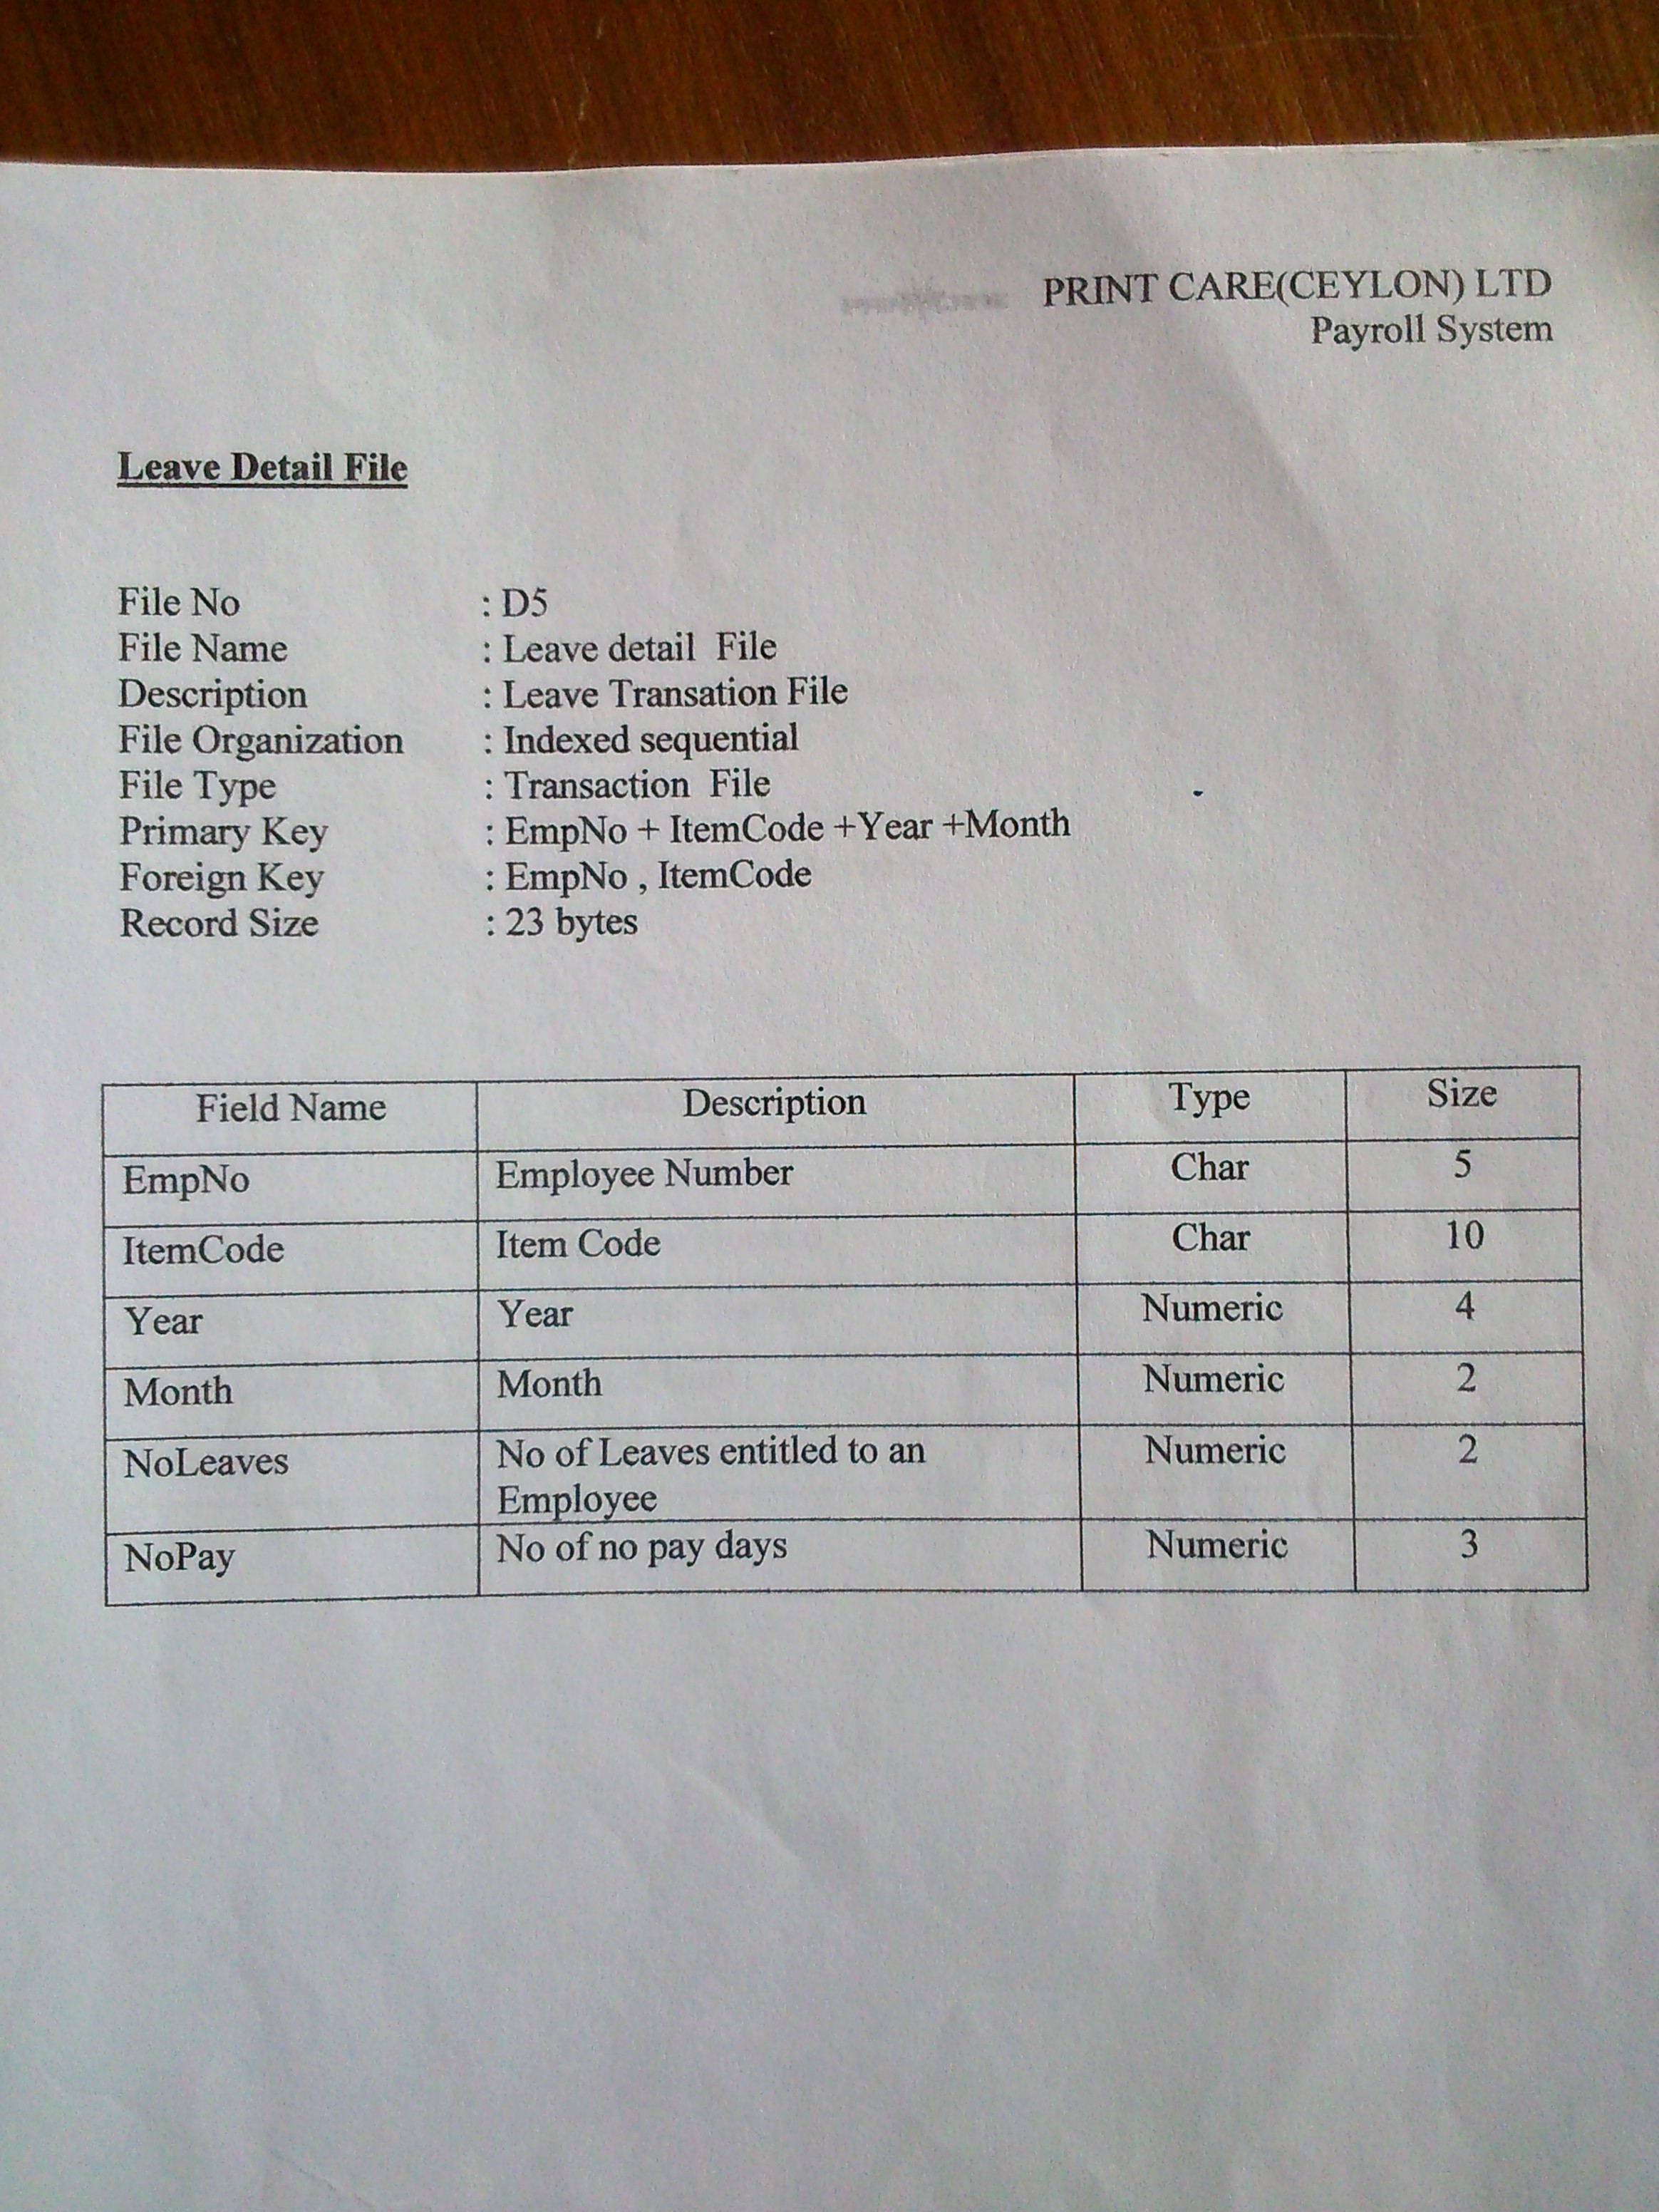 PRINT CARE(CEYLON) LTD
Payroll System
Leave Detail File
File No : D5
File Name : Leave detail File
Description : Leave Transation File
File Organization : Indexed sequential
File Type : Transaction File
Primary Key : EmpNo + ItemCode +Year +Month
Foreign Key : EmpNo , ItemCode
Record Size : 23 bytes
Field Name Description Type Size
EmpNo Employee Number Char 5
ItemCode Item Code Char 10
Year Year Numeric 4
Month Month Numeric 2
NoLeaves No of Leaves entitled to an Numeric 2
Employee
NoPay No of no pay days Numeric 3